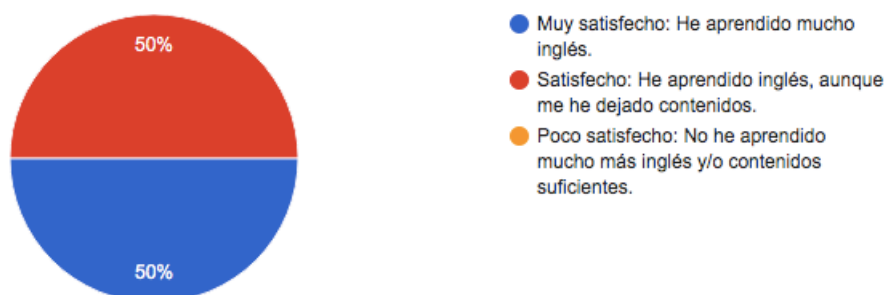 50%
50%
Muy satisfecho: He aprendido mucho
inglés.
Satisfecho: He aprendido inglés, aunque
me he dejado contenidos.
Poco satisfecho: No he aprendido
mucho más inglés y/o contenidos
suficientes.